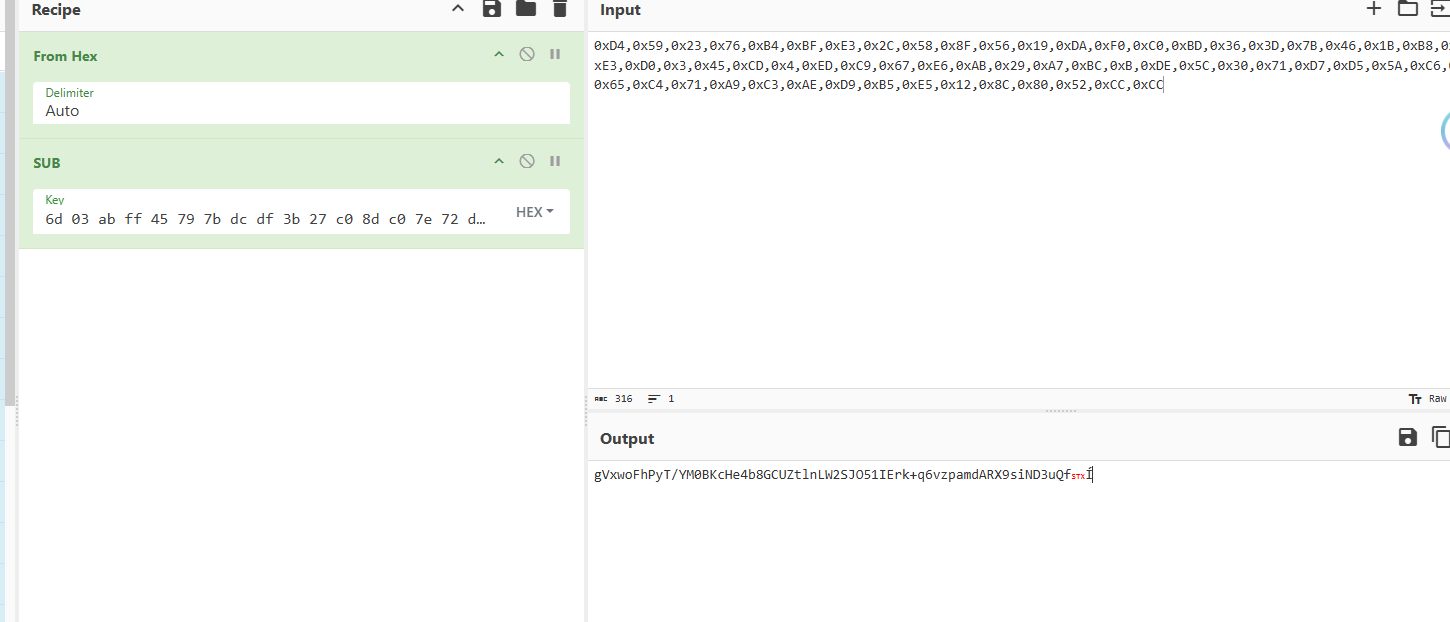 Recipe
From Hex
Delimiter
Auto
SUB
Key
6d 03 ab ff 45 79 7b dc df 3b 27 c0 8d c0 7e 72 d…
HEX
Input
0xD4,0x59,0x23,0x76,0xB4,0xBF,0xE3,0x2C,0x58,0x8F,0x56,0x19,0xDA,0xF0,0xC0,0xBD,0x36,0x3D,0x7B,0x46,0x1B,0xB8,0
xE3,0xD0,0x3,0x45,0xCD,0x4,0xED,0xC9,0x67,0xE6,0xAB,0x29,0xA7,0xBC,0xB,0xDE,0x5C,0x30,0x71,0xD7,0xD5,0x5A,0xC6,
0x65,0xC4,0x71,0xA9,0xC3,0xAE,0xD9,0xB5,0xE5,0x12,0x8C,0x80,0x52,0xCC,0xCC
REC 316 1
Tт Raw
Output
gVxwoFhPyT/YM0BKcHe4b8GCUZtlnLW2SJO51IErk+q6vzpamdARX9siND3uQfSTXÏ